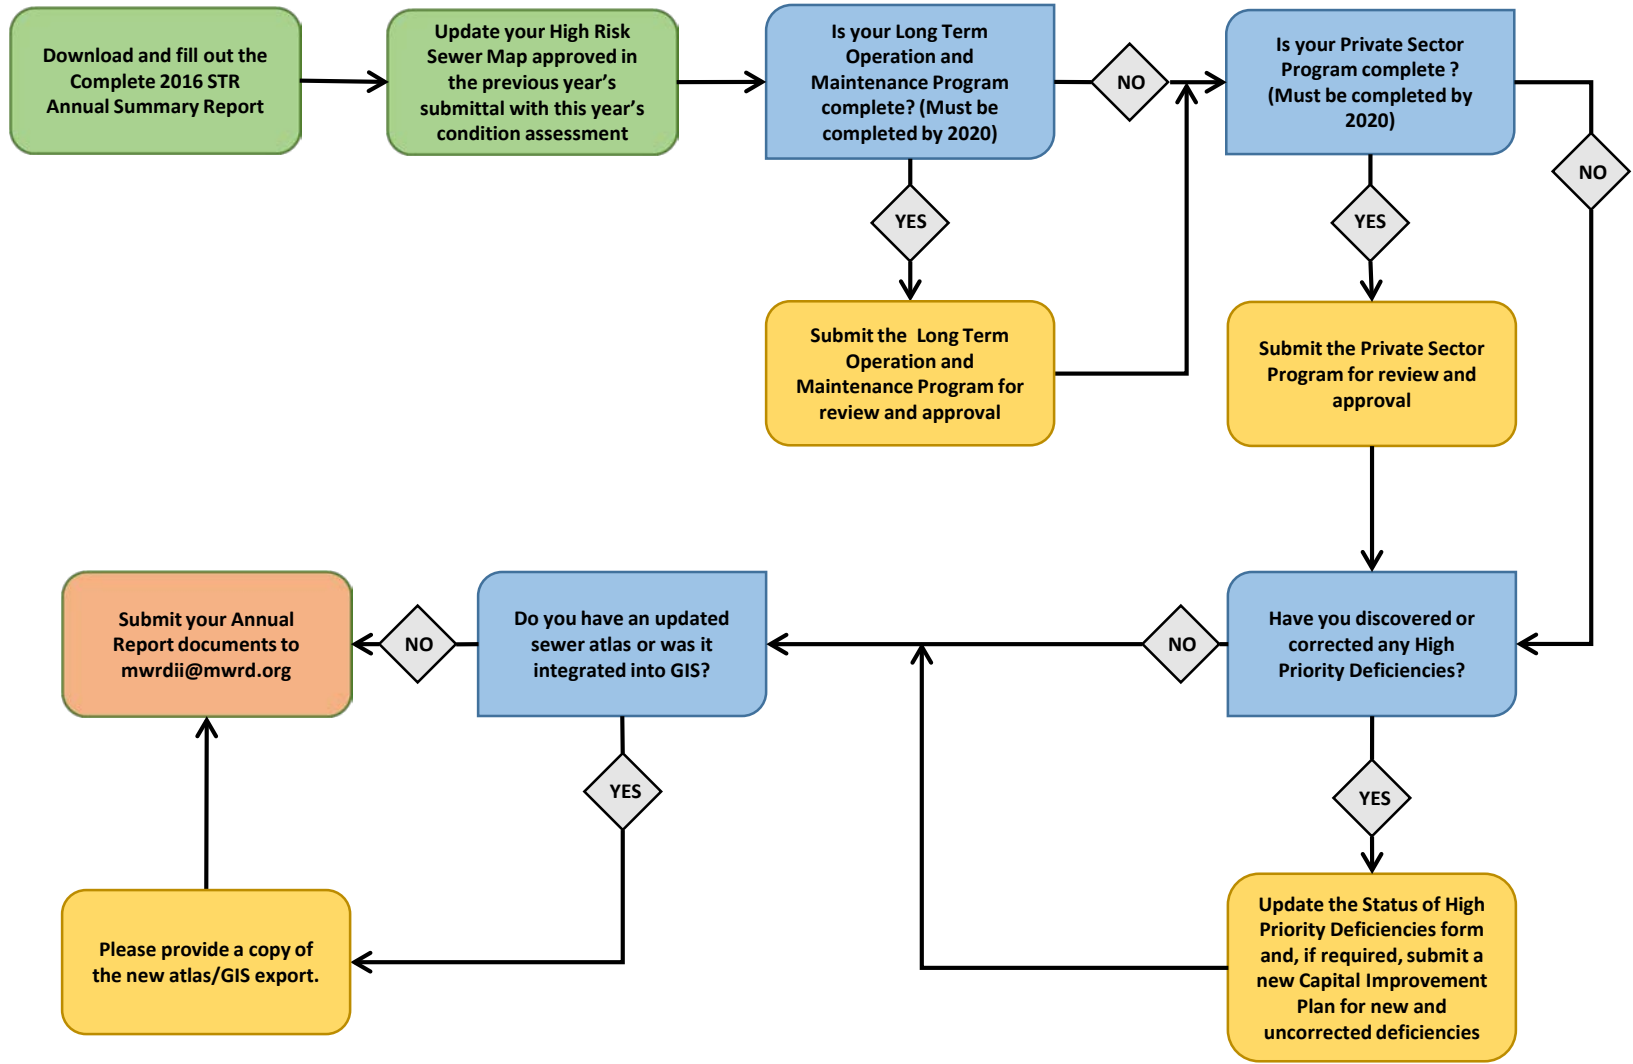 Download and fill out the
Complete 2016 STR
Annual Summary Report
Update your High Risk
Sewer Map approved in
the previous year's
submittal with this year's
condition assessment
Is your Long Term
Operation and
Maintenance Program
complete? (Must be
completed by 2020)
NO
Is your Private Sector
Program complete ?
(Must be completed by
2020)
NO
YES
YES
Submit the  Long Term
Operation and
Maintenance Program for
review and approval
Submit the Private Sector
Program for review and
approval
Submit your Annual
Report documents to
mwrdii@mwrd.org
NO
Do you have an updated
sewer atlas or was it
integrated into GIS?
NO
Have you discovered or
corrected any High
Priority Deficiencies?
YES
YES
Please provide a copy of
the new atlas/GIS export.
Update the Status of High
Priority Deficiencies form
and, if required, submit a
new Capital Improvement
Plan for new and
uncorrected deficiencies